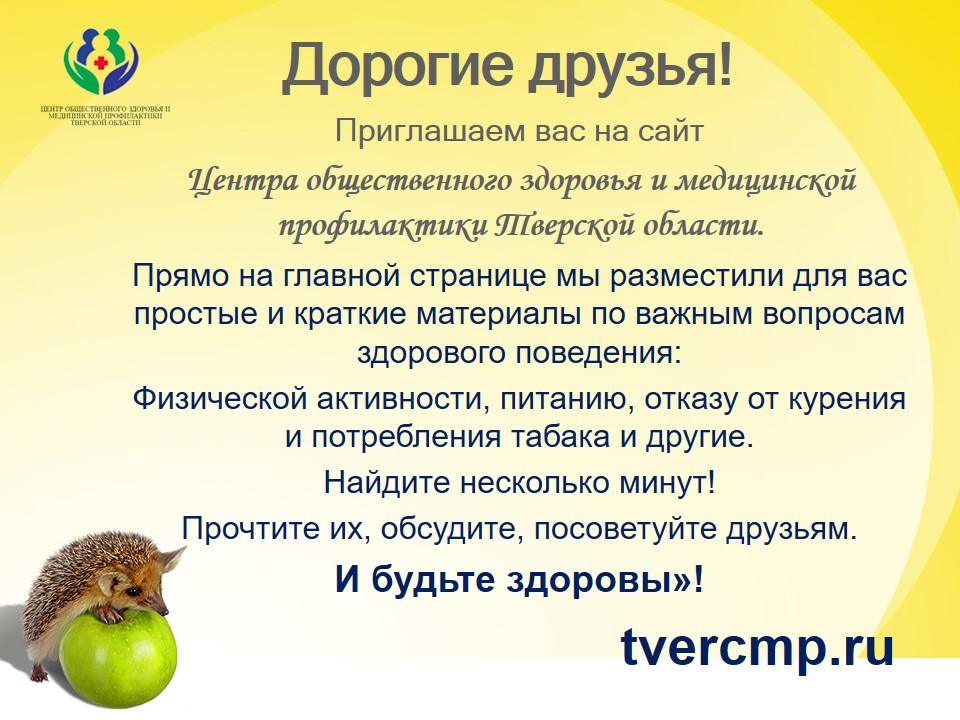 ЦЕНТР ОБЩЕСТВЕННОГО ЗДОРОВЬЯ И
МЕДИЦИНСКОЙ ПРОФИЛАКТИКИ
ТВЕРСКОЙ ОБЛАСТИ
Дорогие друзья!
Приглашаем вас на сайт
Центра общественного здоровья и медицинской
профилактики Тверской области.
Прямо на главной странице мы разместили для вас
простые и краткие материалы по важным вопросам
здорового поведения:
Физической активности, питанию, отказу от курения
и потребления табака и другие.
Найдите несколько минут!
Прочтите их, обсудите, посоветуйте друзьям.
И будьте здоровы»!
tvercmp.ru